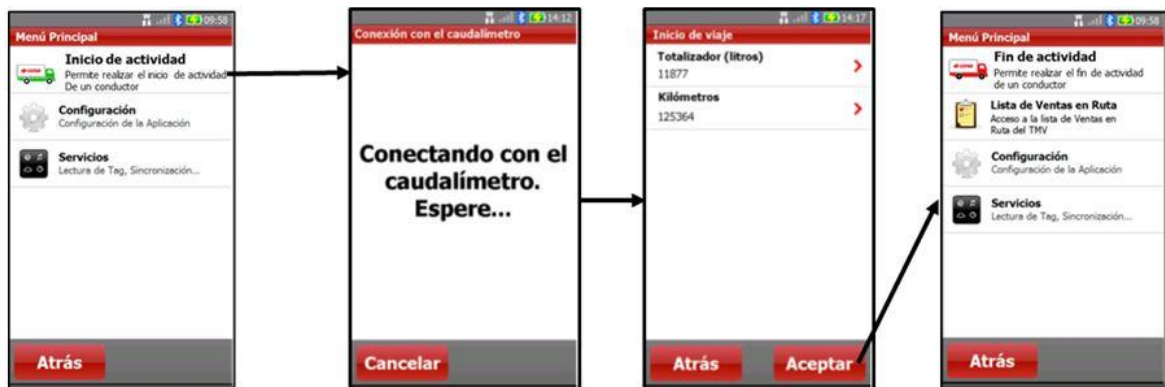 09:58
Menú Principal
Inicio de actividad
Permite realizar el inicio de actividad
De un conductor
Configuración
Configuración de la Aplicación
Servicios
Lectura de Tag, Sincronización...
Atrás
14:12
Conexión con el caudalímetro
Conectando con el
caudalímetro.
Espere...
Cancelar
14:17
Inicio de viaje
Totalizador (litros)
11877
Kilómetros
125364
Atrás
Aceptar
09:58
Menú Principal
Fin de actividad
Permite realizar el fin de actividad
de un conductor
Lista de Ventas en Ruta
Acceso a la lista de Ventas en
Ruta del TMV
Configuración
Configuración de la Aplicación
Servicios
Lectura de Tag, Sincronización...
Atrás